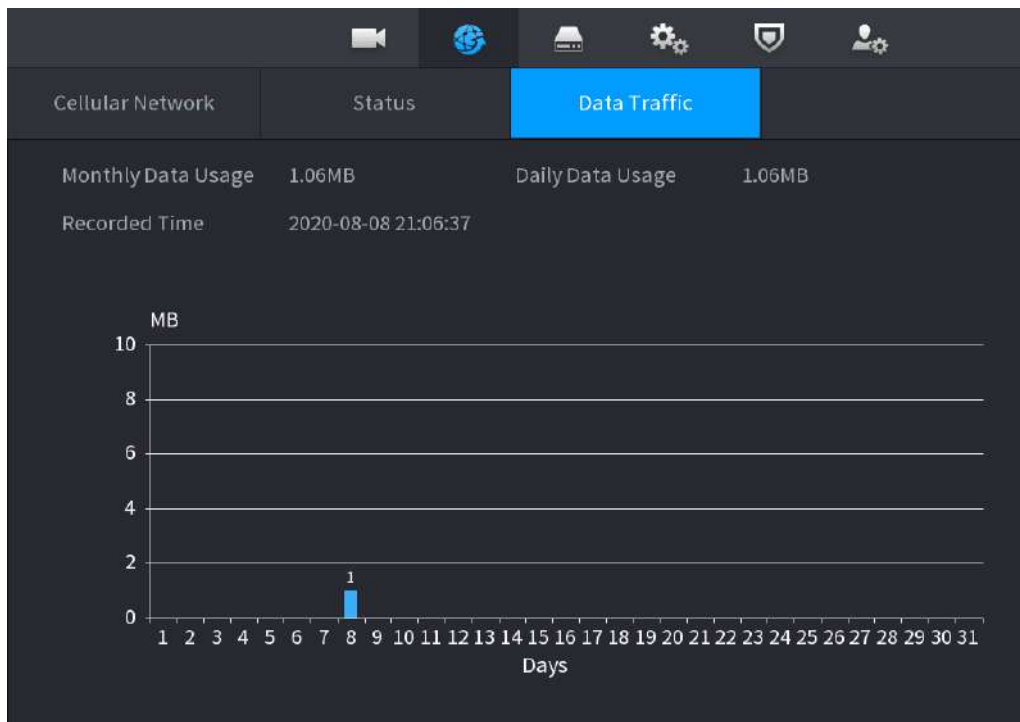 Cellular Network Status Data Traffic
Monthly Data Usage 1.06MB Daily Data Usage 1.06MB
Recorded Time 2020-08-08 21:06:37
MB
10
8
6
4
2
1
0
1 2 3 4 5 6 7 8 9 10 11 12 13 14 15 16 17 18 19 20 21 22 23 24 25 26 27 28 29 30 31
Days